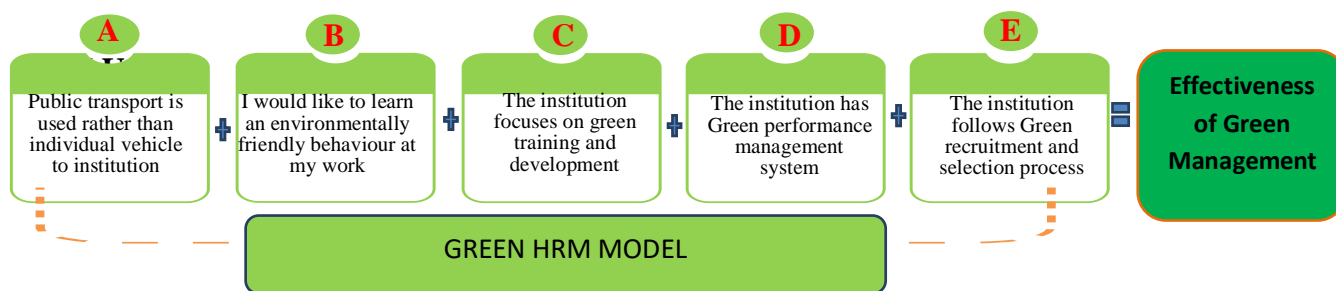 A
Public transport is
used rather than
individual vehicle
to institution
+
B
I would like to learn
an environmentally
friendly behaviour at
my work
+
C
The institution
focuses on green
training and
development
+
D
The institution has
Green performance
management
system
+
E
The institution
follows Green
recruitment and
selection process
=
Effectiveness
of Green
Management
GREEN HRM MODEL